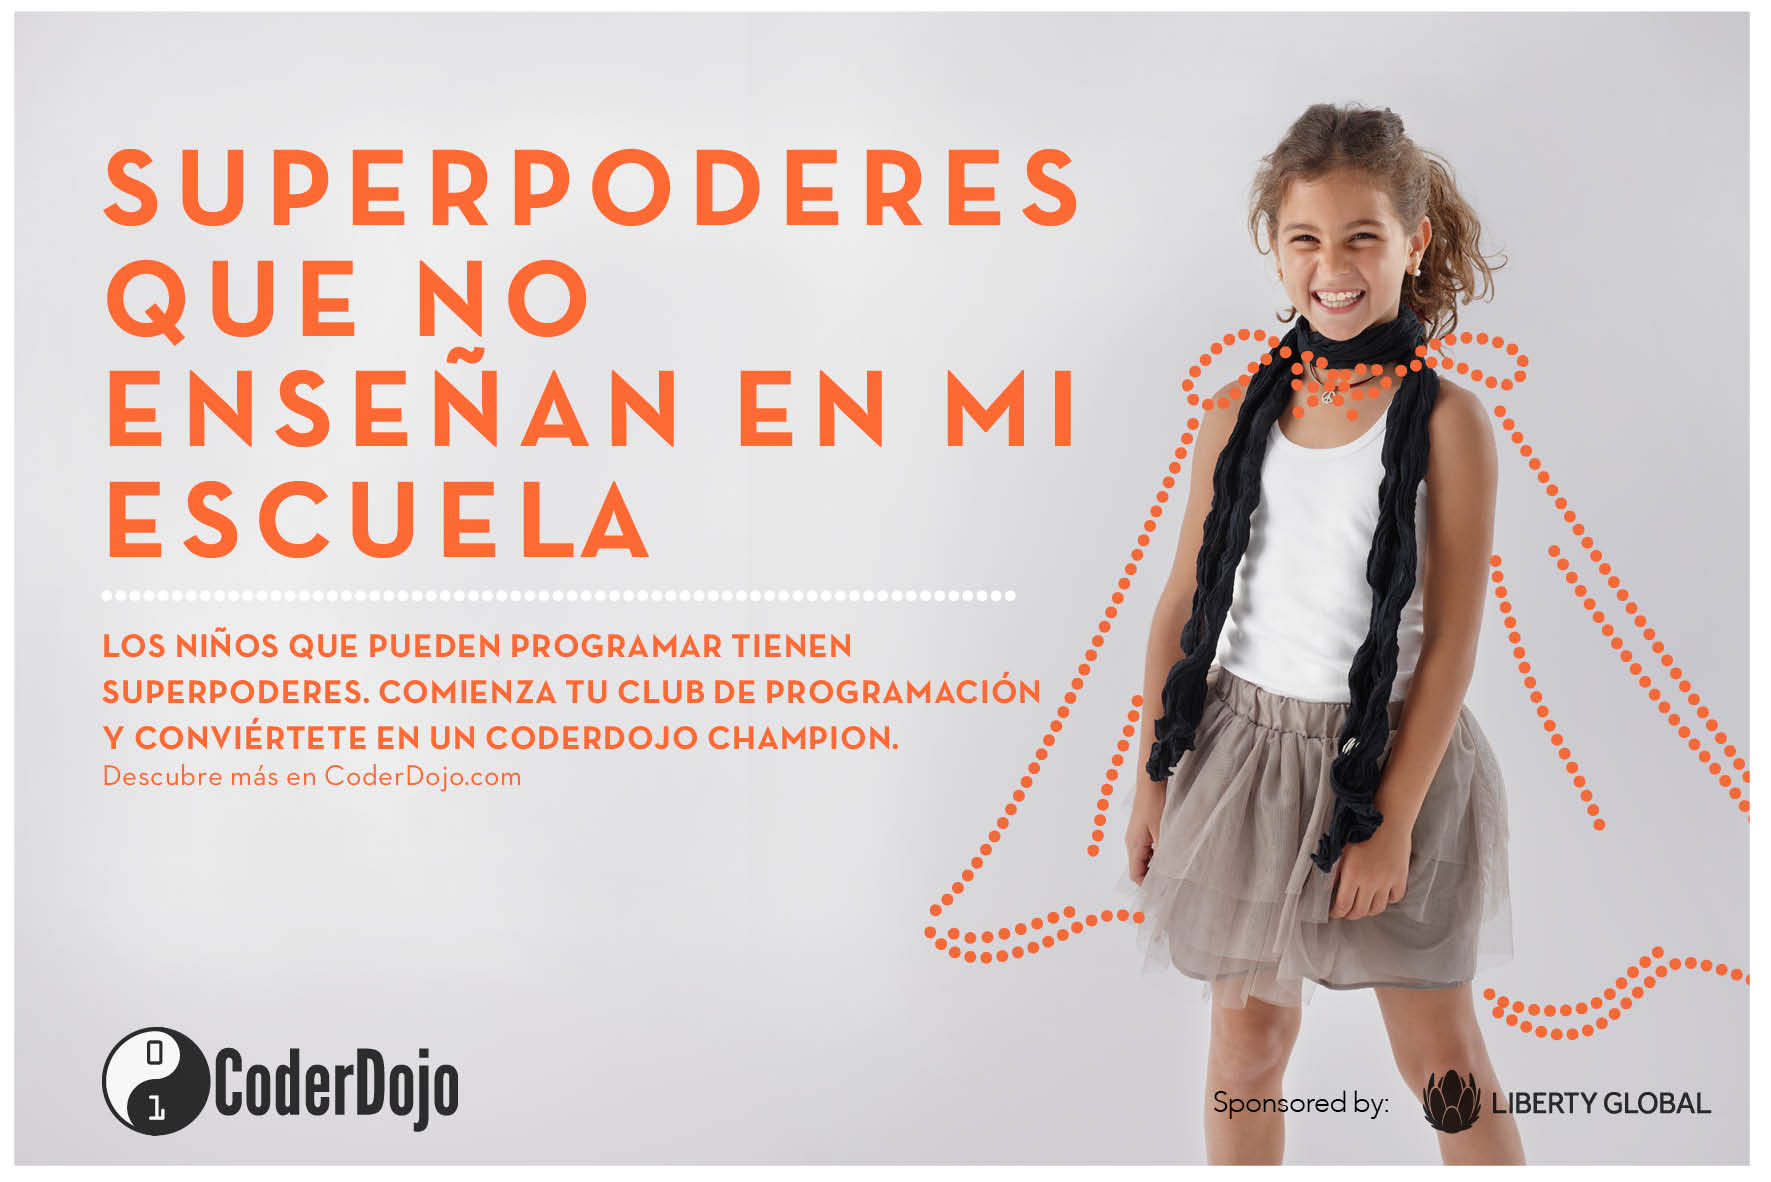 SUPERPODERES
QUE NO
ENSEÑAN EN MI
ESCUELA
LOS NIÑOS QUE PUEDEN PROGRAMAR TIENEN
SUPERPODERES. COMIENZA TU CLUB DE PROGRAMACIÓN
Y CONVIÉRTETE EN UN CODERDOJO CHAMPION.
Descubre más en CoderDojo.com
0
1
CoderDojo
Sponsored by:
LIBERTY GLOBAL